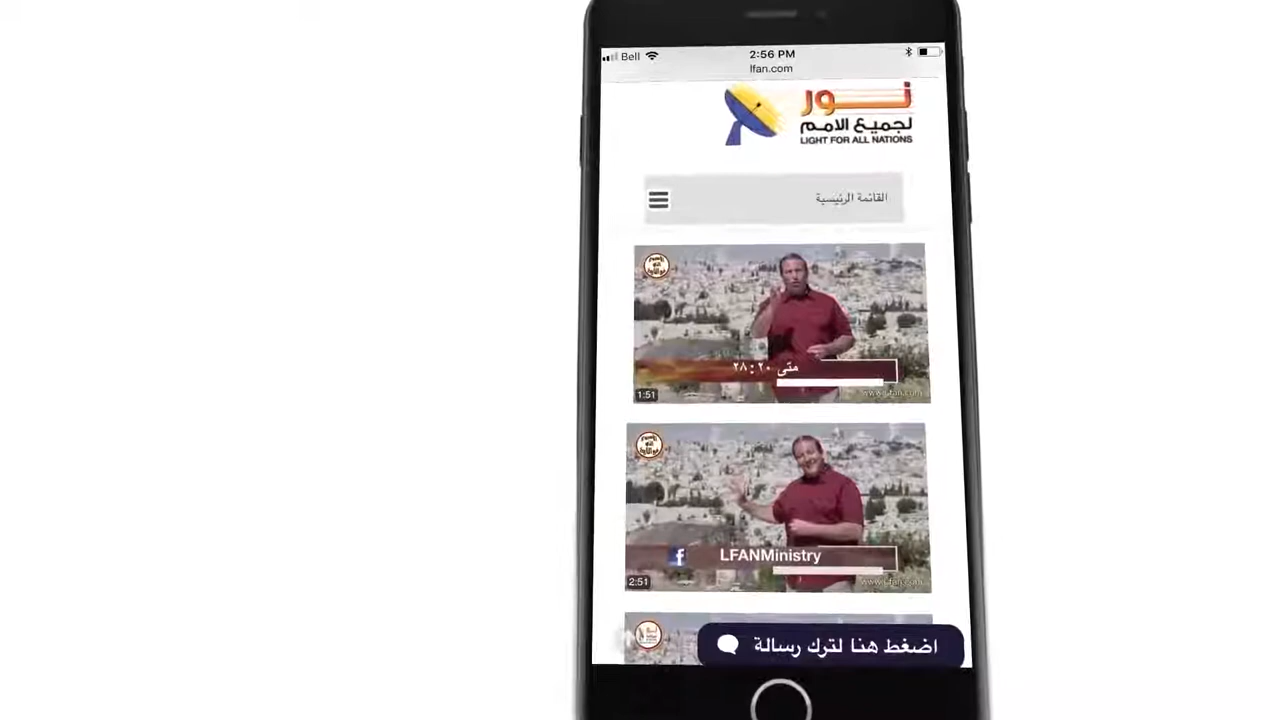 Bell
2:56 PM
lfan.com
نور
لجميع الامم
LIGHT FOR ALL NATIONS
القائمة الرئيسية
متى ٢٨:٢٠
1:51
LFANMinistry
2:51
اضغط هنا لترك رسالة